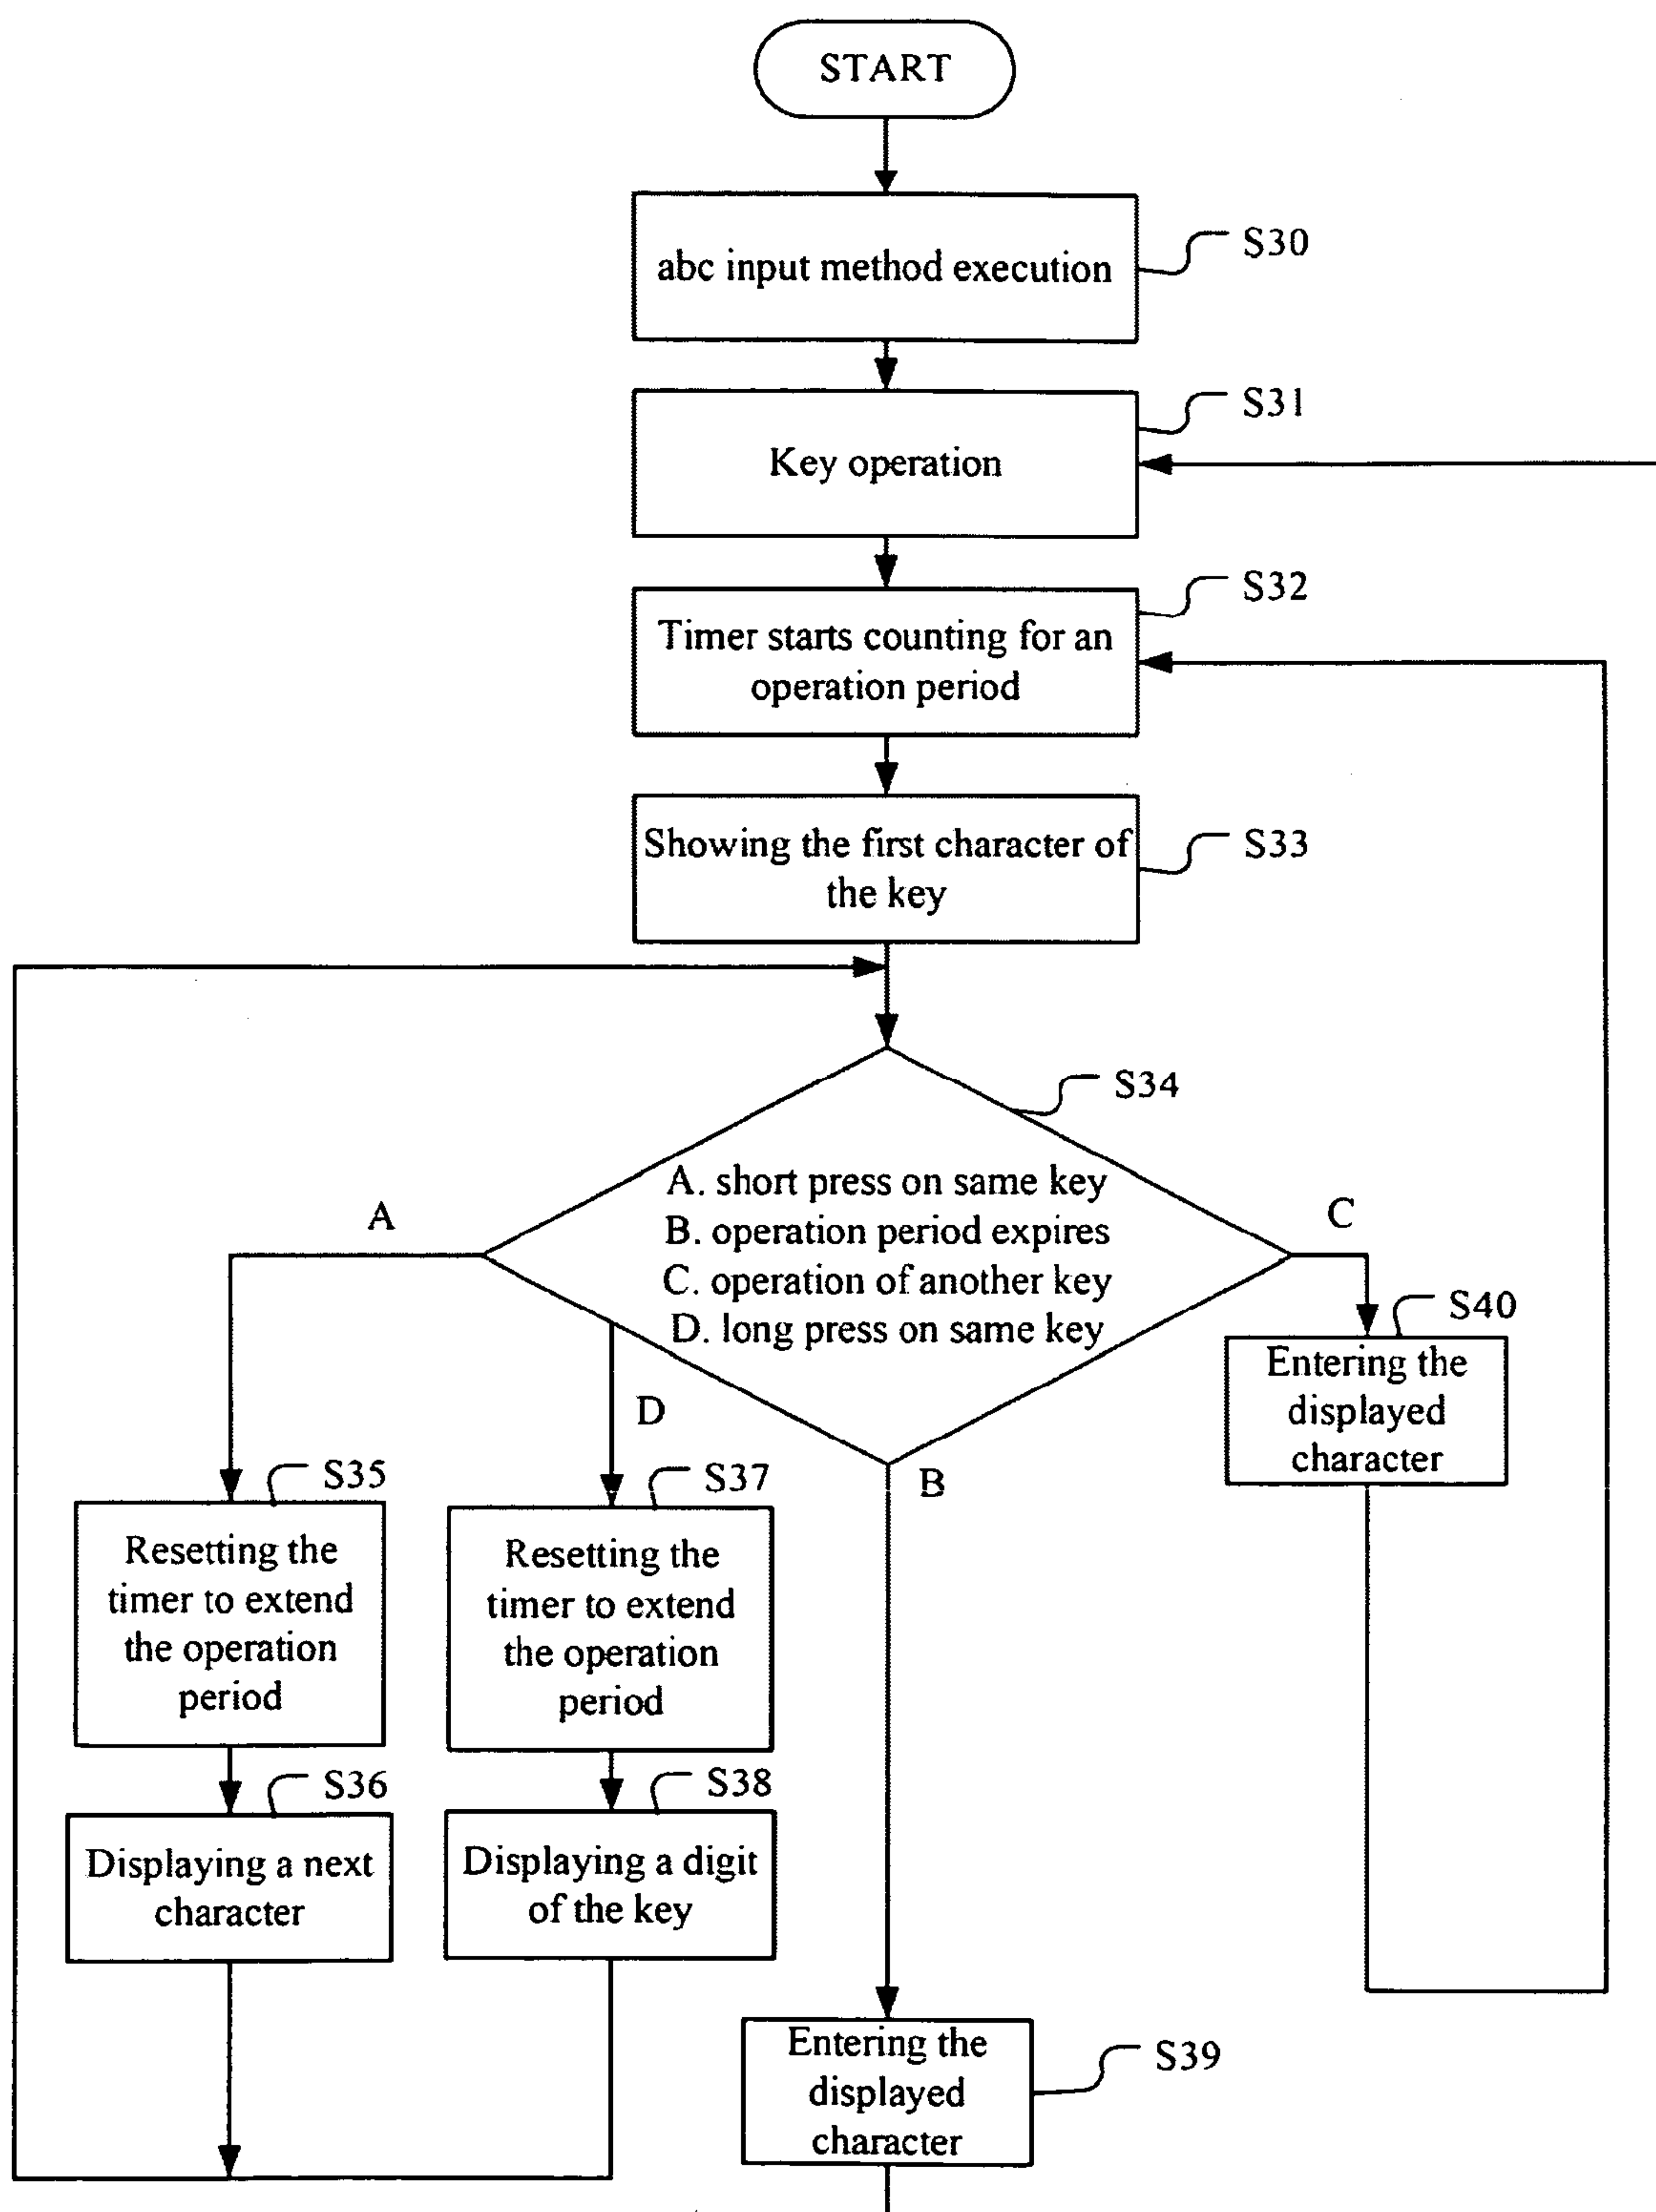 START
abc input method execution
S30
Key operation
S31
Timer starts counting for an
operation period
S32
Showing the first character of
the key
S33
S34
A. short press on same key
B. operation period expires
C. operation of another key
D. long press on same key
A
C
D
B
S40
Entering the
displayed
character
S35
Resetting the
timer to extend
the operation
period
S37
Resetting the
timer to extend
the operation
period
S36
Displaying a next
character
S38
Displaying a digit
of the key
S39
Entering the
displayed
character